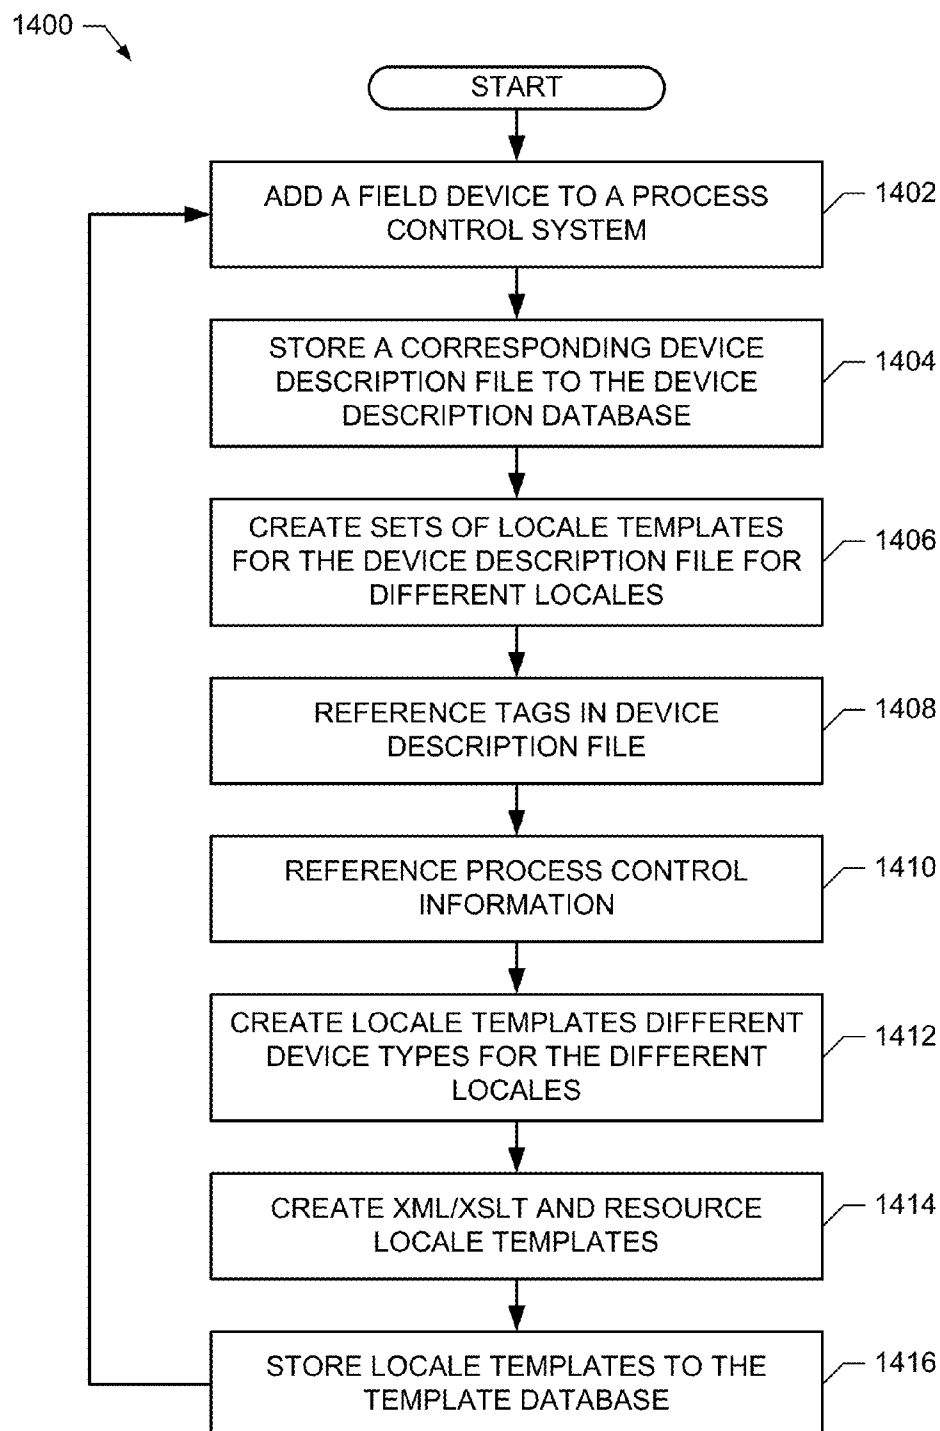 1400
START
ADD A FIELD DEVICE TO A PROCESS
CONTROL SYSTEM
1402
STORE A CORRESPONDING DEVICE
DESCRIPTION FILE TO THE DEVICE
DESCRIPTION DATABASE
1404
CREATE SETS OF LOCALE TEMPLATES
FOR THE DEVICE DESCRIPTION FILE FOR
DIFFERENT LOCALES
1406
REFERENCE TAGS IN DEVICE
DESCRIPTION FILE
1408
REFERENCE PROCESS CONTROL
INFORMATION
1410
CREATE LOCALE TEMPLATES DIFFERENT
DEVICE TYPES FOR THE DIFFERENT
LOCALES
1412
CREATE XML/XSLT AND RESOURCE
LOCALE TEMPLATES
1414
STORE LOCALE TEMPLATES TO THE
TEMPLATE DATABASE
1416